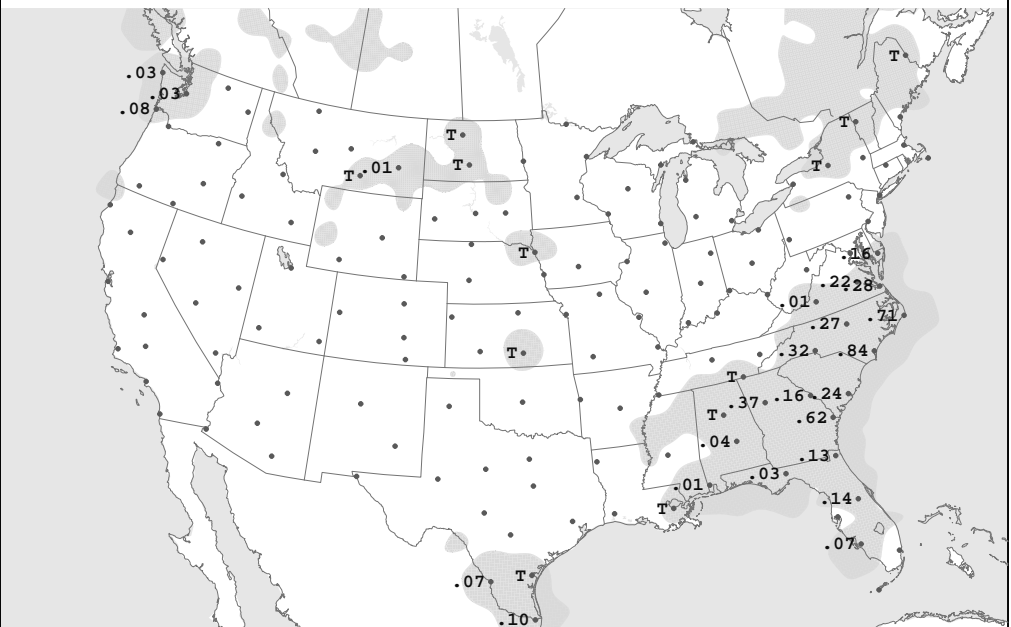 T
.03
.03
.08
T
T
T
T
T
.01
T
T
.16
.22
.28
.01
.71
.27
T
.32
.84
T
.37
.16
.24
T
.62
.04
.13
.03
.01
.14
T
.07
T
.07
.10